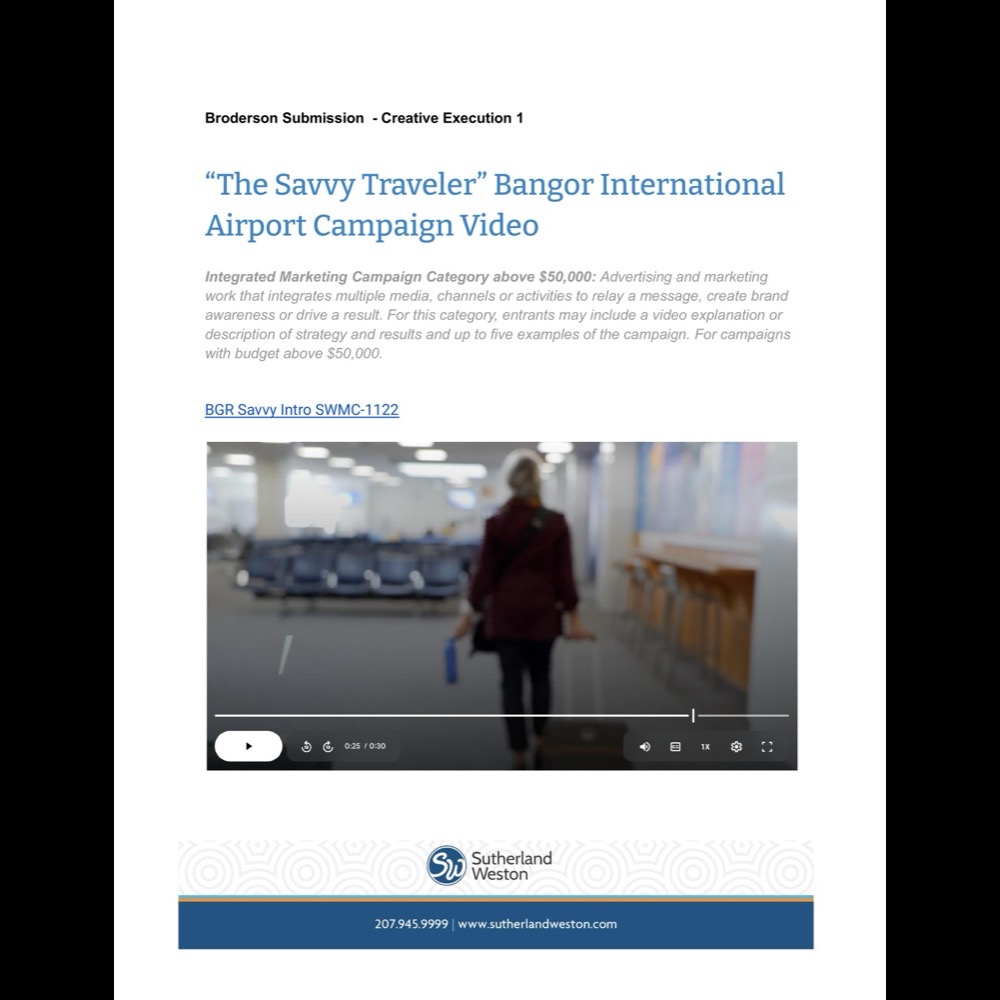 Broderson Submission  - Creative Execution 1
“The Savvy Traveler” Bangor International
Airport Campaign Video
Integrated Marketing Campaign Category above $50,000: Advertising and marketing
work that integrates multiple media, channels or activities to relay a message, create brand
awareness or drive a result. For this category, entrants may include a video explanation or
description of strategy and results and up to five examples of the campaign. For campaigns
with budget above $50,000.
BGR Savvy Intro SWMC-1122
0:25 / 0:30
1X
SW
Sutherland
Weston
207.945.9999 | www.sutherlandweston.com